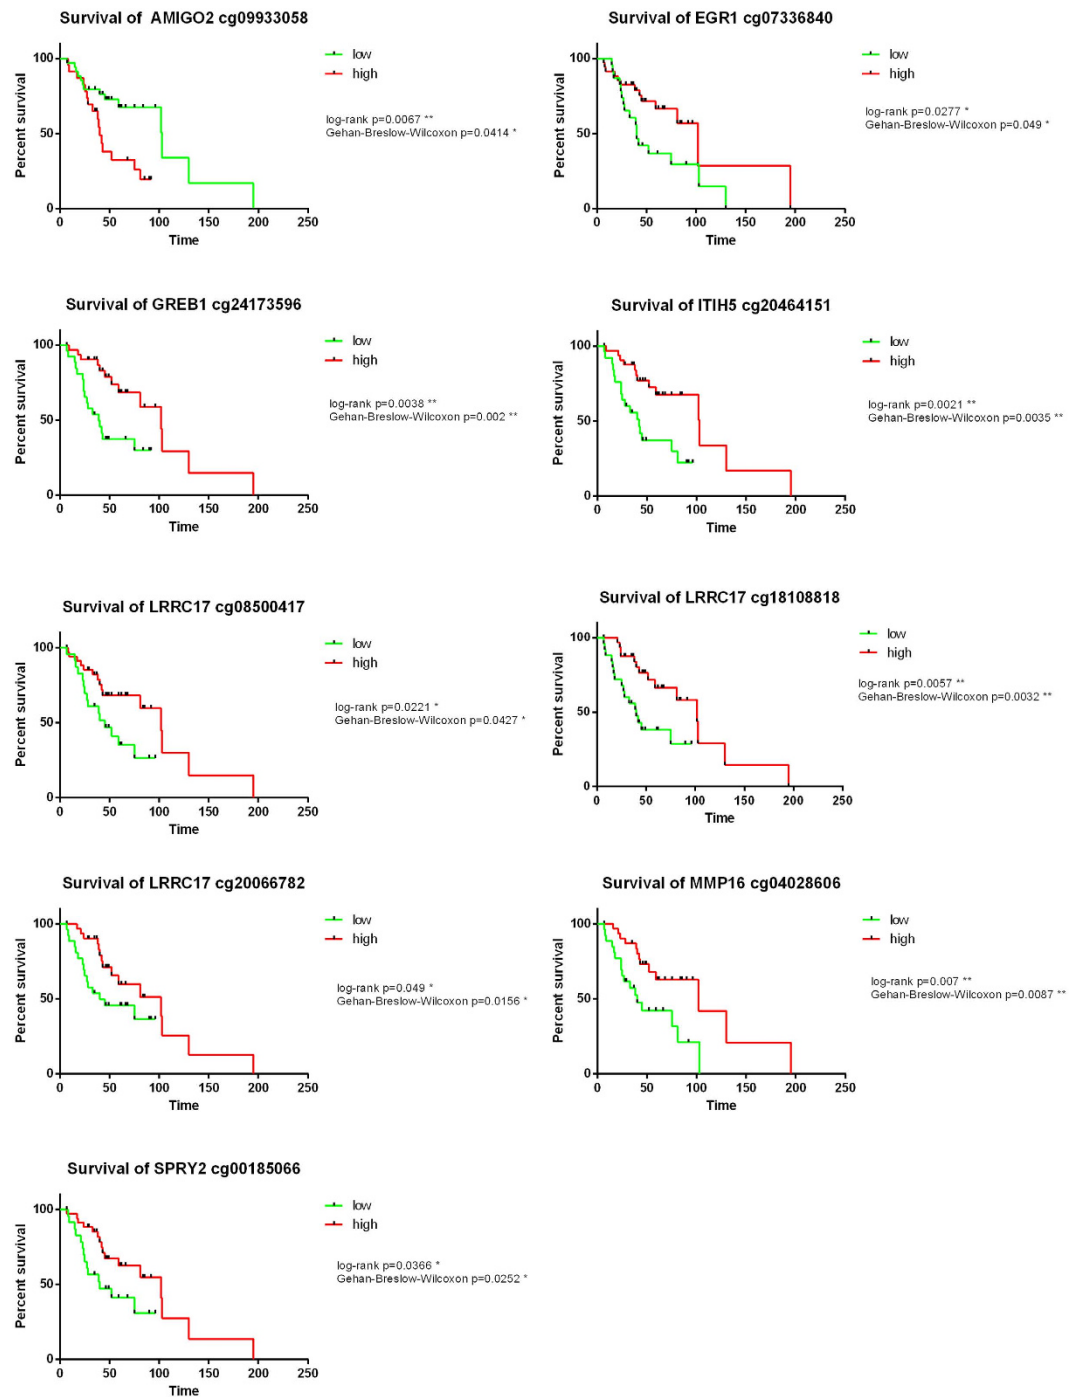 Survival of AMIGO2 cg09933058
Percent survival
100
50
0
0 50 100 150 200 250
Time
low
high
log-rank p=0.0067 **
Gehan-Breslow-Wilcoxon p=0.0414 *
Survival of EGR1 cg07336840
Percent survival
100
50
0
0 50 100 150 200 250
Time
low
high
log-rank p=0.0277 *
Gehan-Breslow-Wilcoxon p=0.049 *
Survival of GREB1 cg24173596
Percent survival
100
50
0
0 50 100 150 200 250
Time
low
high
log-rank p=0.0038 **
Gehan-Breslow-Wilcoxon p=0.002 **
Survival of ITIH5 cg20464151
Percent survival
100
50
0
0 50 100 150 200 250
Time
low
high
log-rank p=0.0021 **
Gehan-Breslow-Wilcoxon p=0.0035 **
Survival of LRRC17 cg08500417
Percent survival
100
50
0
0 50 100 150 200 250
Time
low
high
log-rank p=0.0221 *
Gehan-Breslow-Wilcoxon p=0.0427 *
Survival of LRRC17 cg18108818
Percent survival
100
50
0
0 50 100 150 200 250
Time
low
high
log-rank p=0.0057 **
Gehan-Breslow-Wilcoxon p=0.0032 **
Survival of LRRC17 cg20066782
Percent survival
100
50
0
0 50 100 150 200 250
Time
low
high
log-rank p=0.049 *
Gehan-Breslow-Wilcoxon p=0.0156 *
Survival of MMP16 cg04028606
Percent survival
100
50
0
0 50 100 150 200 250
Time
low
high
log-rank p=0.007 **
Gehan-Breslow-Wilcoxon p=0.0087 **
Survival of SPRY2 cg00185066
Percent survival
100
50
0
0 50 100 150 200 250
Time
low
high
log-rank p=0.0366 *
Gehan-Breslow-Wilcoxon p=0.0252 *